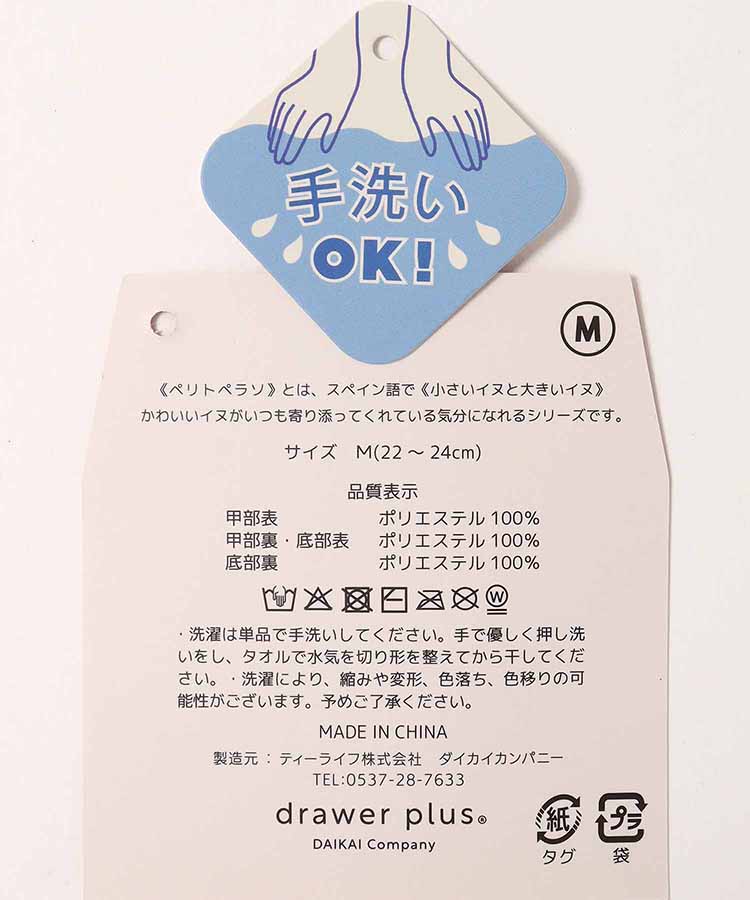 手洗い
OK!
M
《ペリトペラソ》とは、スペイン語で《小さいイヌと大きいイヌ》
かわいいイヌがいつも寄り添ってくれている気分になれるシリーズです。
サイズ M(22 ～ 24cm)
品質表示
甲部表 ポリエステル 100%
甲部裏・底部表 ポリエステル 100%
底部裏 ポリエステル 100%
W
・洗濯は単品で手洗いしてください。手で優しく押し洗
いをし、タオルで水気を切り形を整えてから干してくだ
さい。・洗濯により、縮みや変形、色落ち、色移りの可
能性がございます。予めご了承ください。
MADE IN CHINA
製造元 : ティーライフ株式会社 ダイカイカンパニー
TEL:0537-28-7633
drawer plus®
DAIKAI Company
紙
タグ
プラ
袋